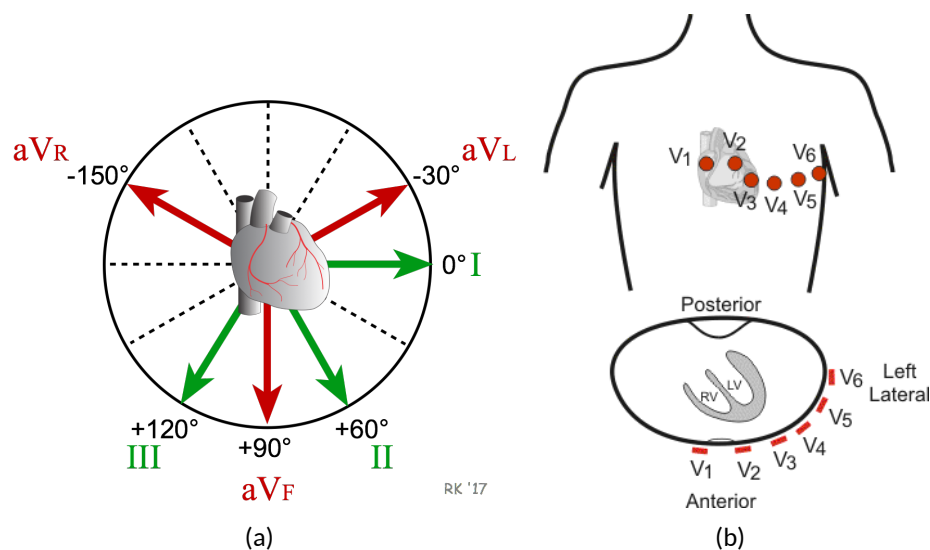 aVR
-150°
aVL
-30°
0° I
+120°
III
+90°
aVF
+60°
II
RK '17
(a)
V1
V2
V3
V4
V5
V6
Posterior
RV
LV
V6
Left
Lateral
V5
V4
V3
V2
V1
Anterior
(b)